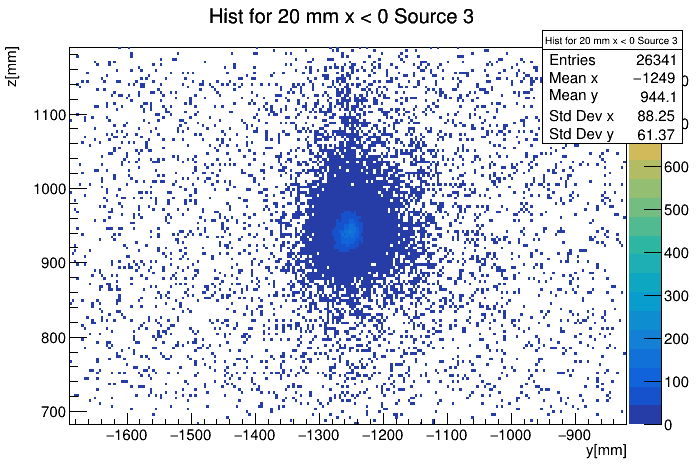 Hist for 20 mm x < 0 Source 3
z[mm]
Hist for 20 mm x < 0 Source 3
Entries 26341
Mean x −1249
Mean y 944.1
Std Dev x 88.25
Std Dev y 61.37
1100
1000
900
800
700
600
500
400
300
200
100
0
−1600 −1500 −1400 −1300 −1200 −1100 −1000 −900
y[mm]